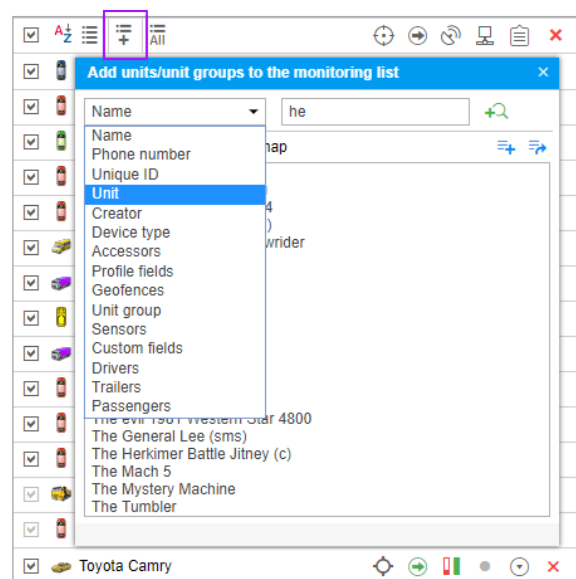 A Z All
Add units/unit groups to the monitoring list ×
Name he
Name
map
Phone number
Unique ID
Unit
Creator 4
Device type )
Accessors wrider
Profile fields
Geofences
Unit group
Sensors
Custom fields
Drivers
Trailers
Passengers
The evil 1981 Western Star 4800
The General Lee (sms)
The Herkimer Battle Jitney (c)
The Mach 5
The Mystery Machine
The Tumbler
Toyota Camry